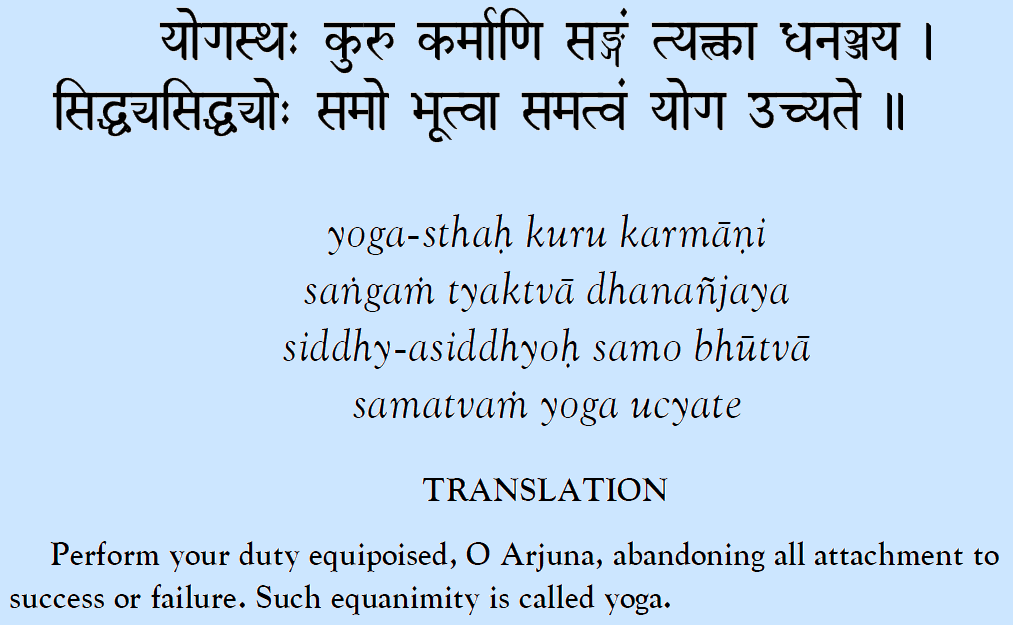 योगस्थः कुरु कर्माणि सङ्गं त्यक्त्वा धनञ्जय ।
सिद्ध्यसिद्ध्योः समो भूत्वा समत्वं योग उच्यते ॥
yoga-sthaḥ kuru karmāṇi
saṅgaṁ tyaktvā dhanañjaya
siddhy-asiddhyoḥ samo bhūtvā
samatvaṁ yoga ucyate
TRANSLATION
Perform your duty equipoised, O Arjuna, abandoning all attachment to
success or failure. Such equanimity is called yoga.